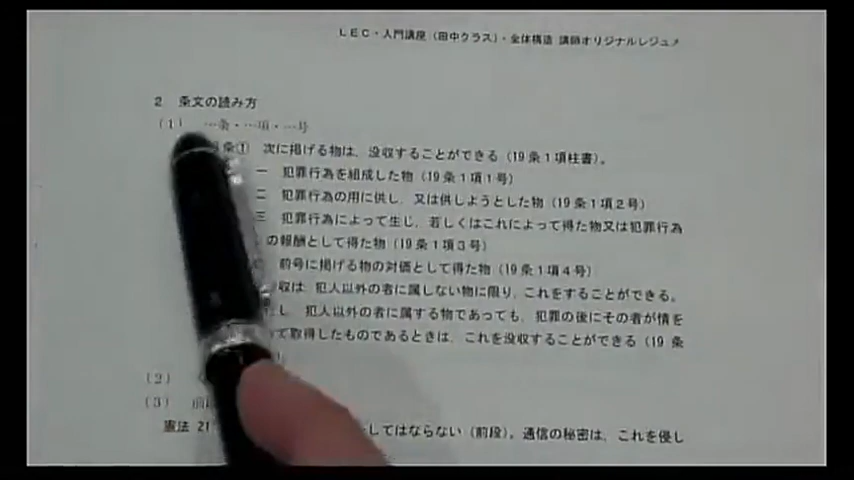 LEC・入門講座（田中クラス）・全体構造 講師オリジナルレジュメ
2 条文の読み方
（1） …条・…項・…号
条① 次に掲げる物は、没収することができる（19条1項柱書）。
一 犯罪行為を組成した物（19条1項1号）
二 犯罪行為の用に供し，又は供しようとした物（19条1項2号）
三 犯罪行為によって生じ，若しくはこれによって得た物又は犯罪行為
の報酬として得た物（19条1項3号）
前号に掲げる物の対価として得た物（19条1項4号）
収は，犯人以外の者に属しない物に限り，これをすることができる。
し，犯人以外の者に属する物であっても，犯罪の後にその者が情を
て取得したものであるときは，これを没収することができる（19条
（2）
（3） 前
憲法 21 してはならない（前段）。通信の秘密は，これを侵し